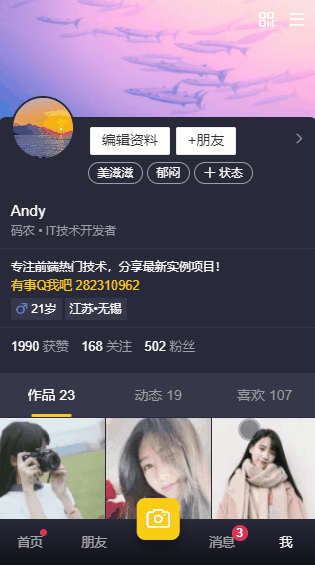 编辑资料 +朋友
美滋滋 郁闷 + 状态
Andy
码农 • IT技术开发者
专注前端热门技术，分享最新实例项目！
有事Q我吧 282310962
♂ 21岁 江苏•无锡
1990 获赞 168 关注 502 粉丝
作品 23 动态 19 喜欢 107
首页 朋友 消息 3 我